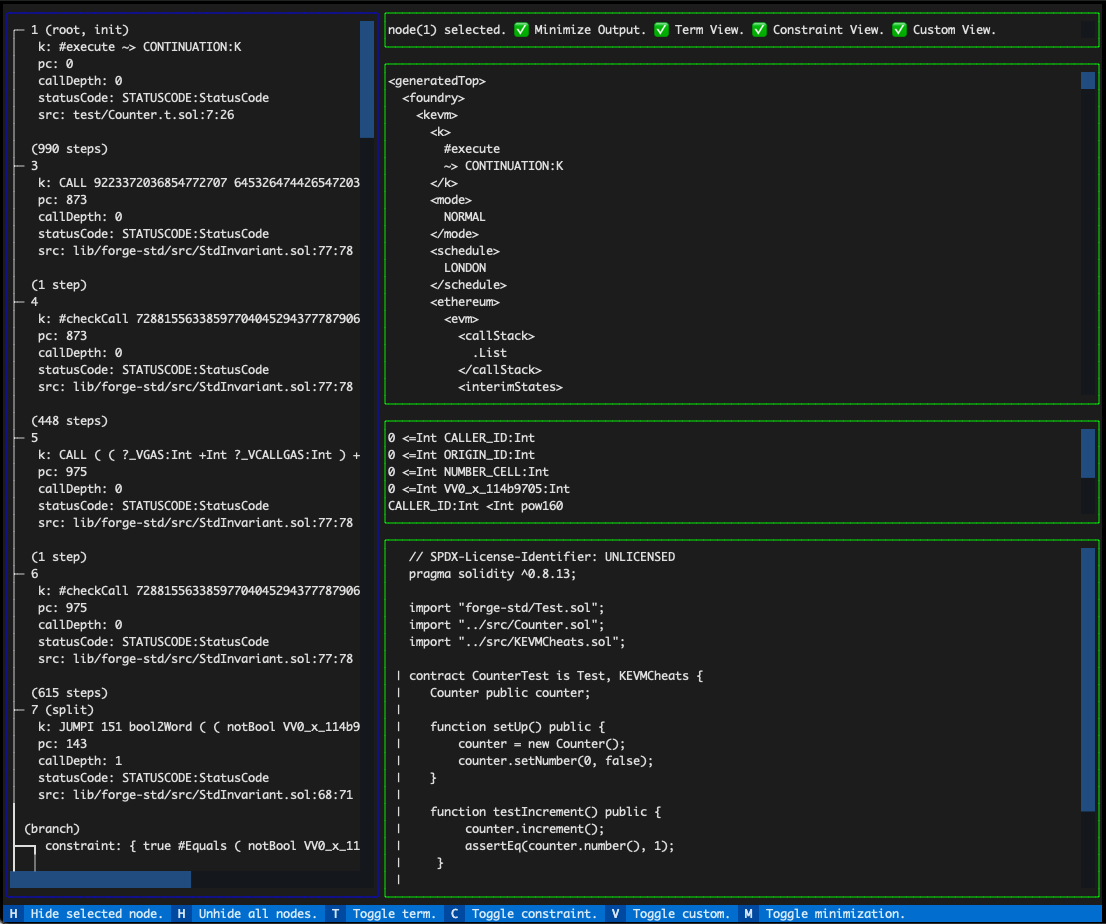 1 (root, init)
k: #execute ~> CONTINUATION:K
pc: 0
callDepth: 0
statusCode: STATUSCODE:StatusCode
src: test/Counter.t.sol:7:26
(990 steps)
3
k: CALL 9223372036854772707 645326474426547203
pc: 873
callDepth: 0
statusCode: STATUSCODE:StatusCode
src: lib/forge-std/src/StdInvariant.sol:77:78
(1 step)
4
k: #checkCall 72881556338597704045294377787906
pc: 873
callDepth: 0
statusCode: STATUSCODE:StatusCode
src: lib/forge-std/src/StdInvariant.sol:77:78
(448 steps)
5
k: CALL ( ( ?_VGAS:Int +Int ?_VCALLGAS:Int ) +
pc: 975
callDepth: 0
statusCode: STATUSCODE:StatusCode
src: lib/forge-std/src/StdInvariant.sol:77:78
(1 step)
6
k: #checkCall 72881556338597704045294377787906
pc: 975
callDepth: 0
statusCode: STATUSCODE:StatusCode
src: lib/forge-std/src/StdInvariant.sol:77:78
(615 steps)
7 (split)
k: JUMPI 151 bool2Word ( ( notBool VV0_x_114b9
pc: 143
callDepth: 1
statusCode: STATUSCODE:StatusCode
src: lib/forge-std/src/StdInvariant.sol:68:71
(branch)
constraint: { true #Equals ( notBool VV0_x_11
node(1) selected. ✅ Minimize Output. ✅ Term View. ✅ Constraint View. ✅ Custom View.
<generatedTop>
<foundry>
<kevm>
<k>
#execute
~> CONTINUATION:K
</k>
<mode>
NORMAL
</mode>
<schedule>
LONDON
</schedule>
<ethereum>
<evm>
<callStack>
.List
</callStack>
<interimStates>
0 <=Int CALLER_ID:Int
0 <=Int ORIGIN_ID:Int
0 <=Int NUMBER_CELL:Int
0 <=Int VV0_x_114b9705:Int
CALLER_ID:Int <Int pow160
// SPDX-License-Identifier: UNLICENSED
pragma solidity ^0.8.13;
import "forge-std/Test.sol";
import "../src/Counter.sol";
import "../src/KEVMCheats.sol";
| contract CounterTest is Test, KEVMCheats {
| Counter public counter;
|
| function setUp() public {
| counter = new Counter();
| counter.setNumber(0, false);
| }
|
| function testIncrement() public {
| counter.increment();
| assertEq(counter.number(), 1);
| }
|
H Hide selected node. H Unhide all nodes. T Toggle term. C Toggle constraint. V Toggle custom. M Toggle minimization.